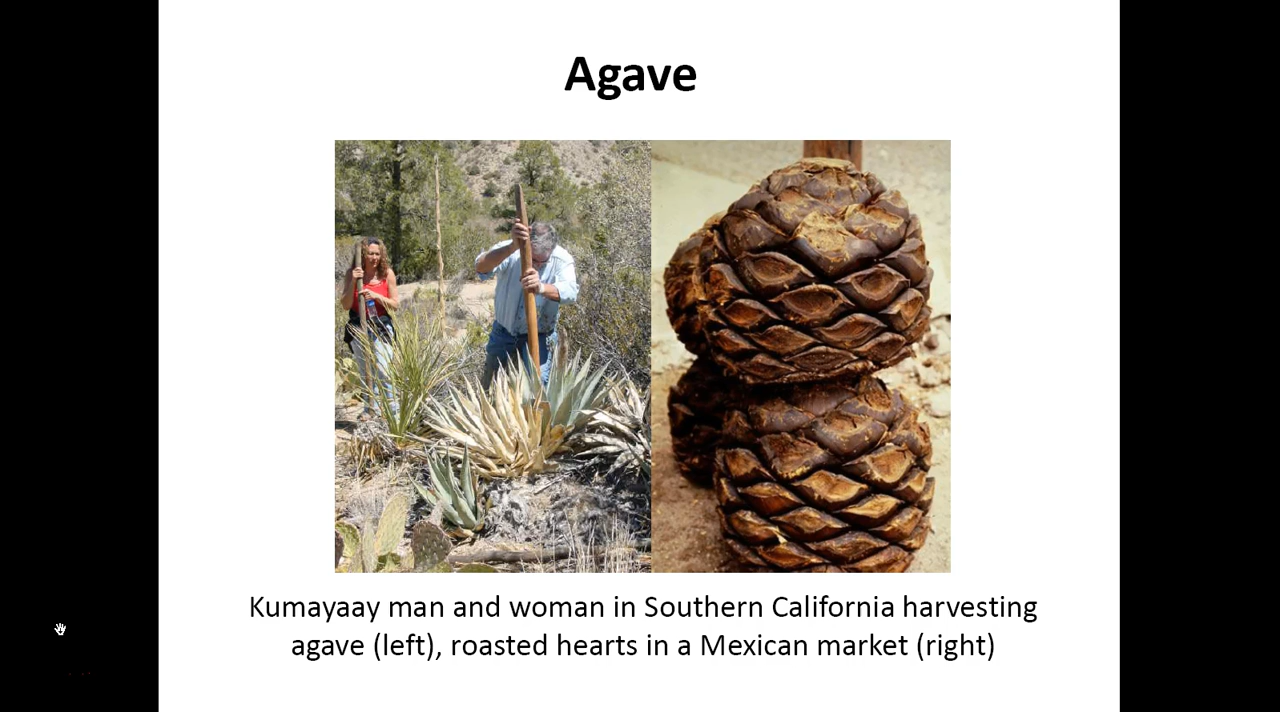 Agave
Kumayaay man and woman in Southern California harvesting
agave (left), roasted hearts in a Mexican market (right)